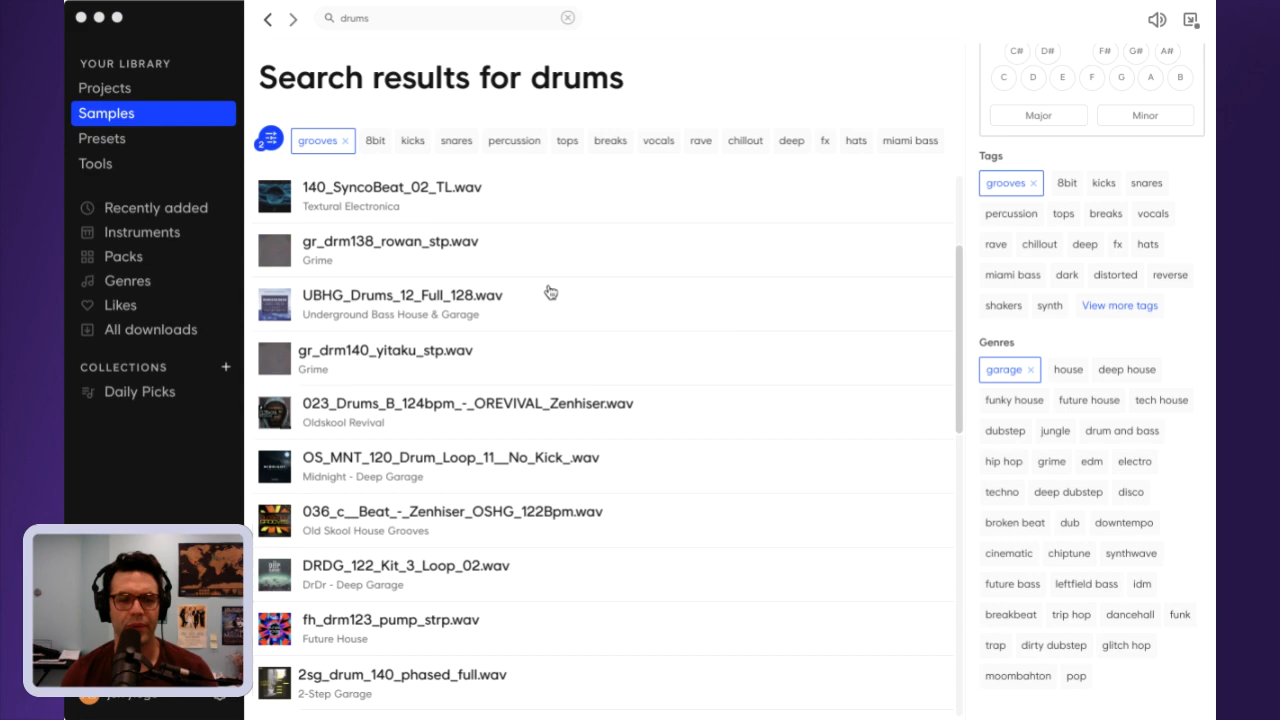 drums
YOUR LIBRARY
Projects
Samples
Presets
Tools
Recently added
Instruments
Packs
Genres
Likes
All downloads
COLLECTIONS +
Daily Picks
Search results for drums
2
grooves × 8bit kicks snares percussion tops breaks vocals rave chillout deep fx hats miami bass
140_SyncoBeat_02_TL.wav
Textural Electronica
gr_drm138_rowan_stp.wav
Grime
UBHG_Drums_12_Full_128.wav
Underground Bass House & Garage
gr_drm140_yitaku_stp.wav
Grime
023_Drums_B_124bpm_-_OREVIVAL_Zenhiser.wav
Oldskool Revival
OS_MNT_120_Drum_Loop_11__No_Kick_.wav
Midnight - Deep Garage
036_c__Beat_-_Zenhiser_OSHG_122Bpm.wav
Old Skool House Grooves
DRDG_122_Kit_3_Loop_02.wav
DrDr - Deep Garage
fh_drm123_pump_strp.wav
Future House
2sg_drum_140_phased_full.wav
2-Step Garage
C# D# F# G# A#
C D E F G A B
Major Minor
Tags
grooves × 8bit kicks snares
percussion tops breaks vocals
rave chillout deep fx hats
miami bass dark distorted reverse
shakers synth View more tags
Genres
garage × house deep house
funky house future house tech house
dubstep jungle drum and bass
hip hop grime edm electro
techno deep dubstep disco
broken beat dub downtempo
cinematic chiptune synthwave
future bass leftfield bass idm
breakbeat trip hop dancehall funk
trap dirty dubstep glitch hop
moombahton pop